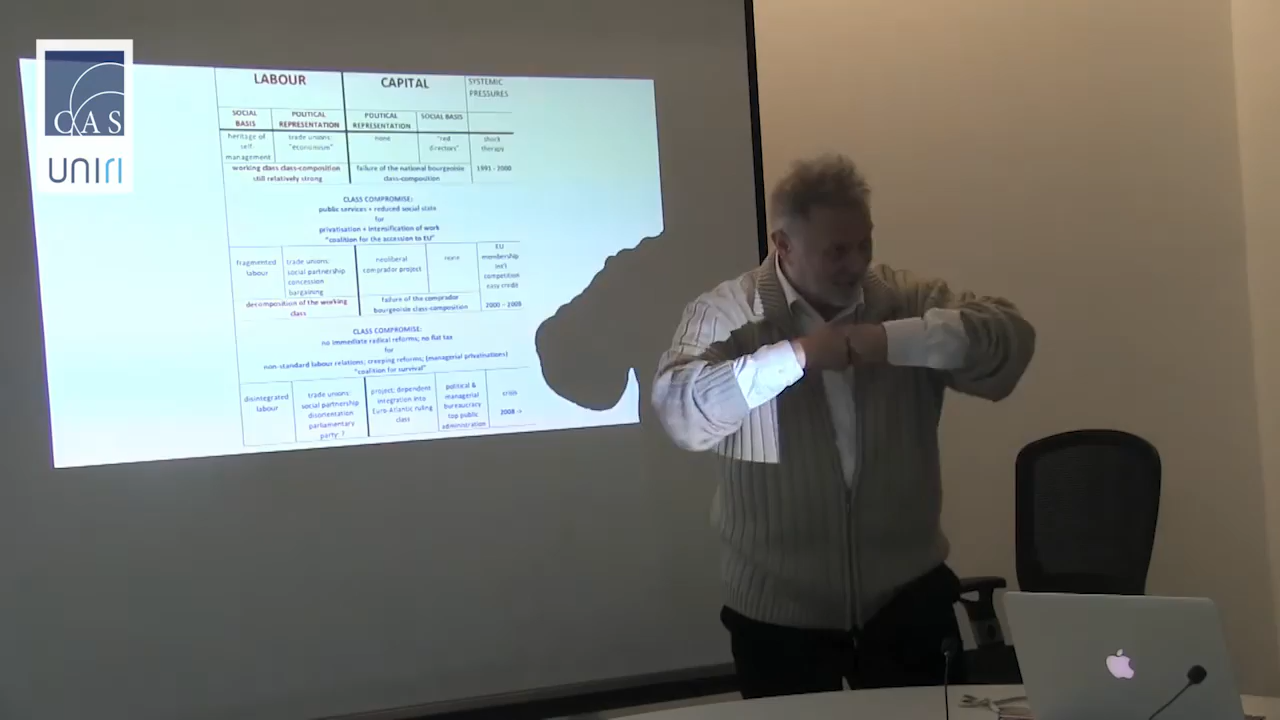 CAS
UNIRI
LABOUR
CAPITAL
SYSTEMIC
PRESSURES
SOCIAL
BASIS
POLITICAL
REPRESENTATION
POLITICAL
REPRESENTATION
SOCIAL BASIS
heritage of
self-
management
trade unions:
"economism"
none
"red
directors"
shock
therapy
working class class-composition
still relatively strong
failure of the national bourgeoisie
class-composition
1991 - 2000
CLASS COMPROMISE:
public services + reduced social state
for
privatisation + intensification of work
"coalition for the accession to EU"
fragmented
labour
trade unions:
social partnership
concession
bargaining
neoliberal
comprador project
none
EU
membership
int'l
competition
easy credit
decomposition of the working
class
failure of the comprador
bourgeoisie class-composition
2000 - 2008
CLASS COMPROMISE:
no immediate radical reforms; no flat tax
for
non-standard labour relations; creeping reforms; (managerial privatisations)
"coalition for survival"
disintegrated
labour
trade unions:
social partnership
disorientation
parliamentary
party: ?
project: dependent
integration into
Euro-Atlantic ruling
class
political &
managerial
bureaucracy
top public
administration
crisis
2008 ->